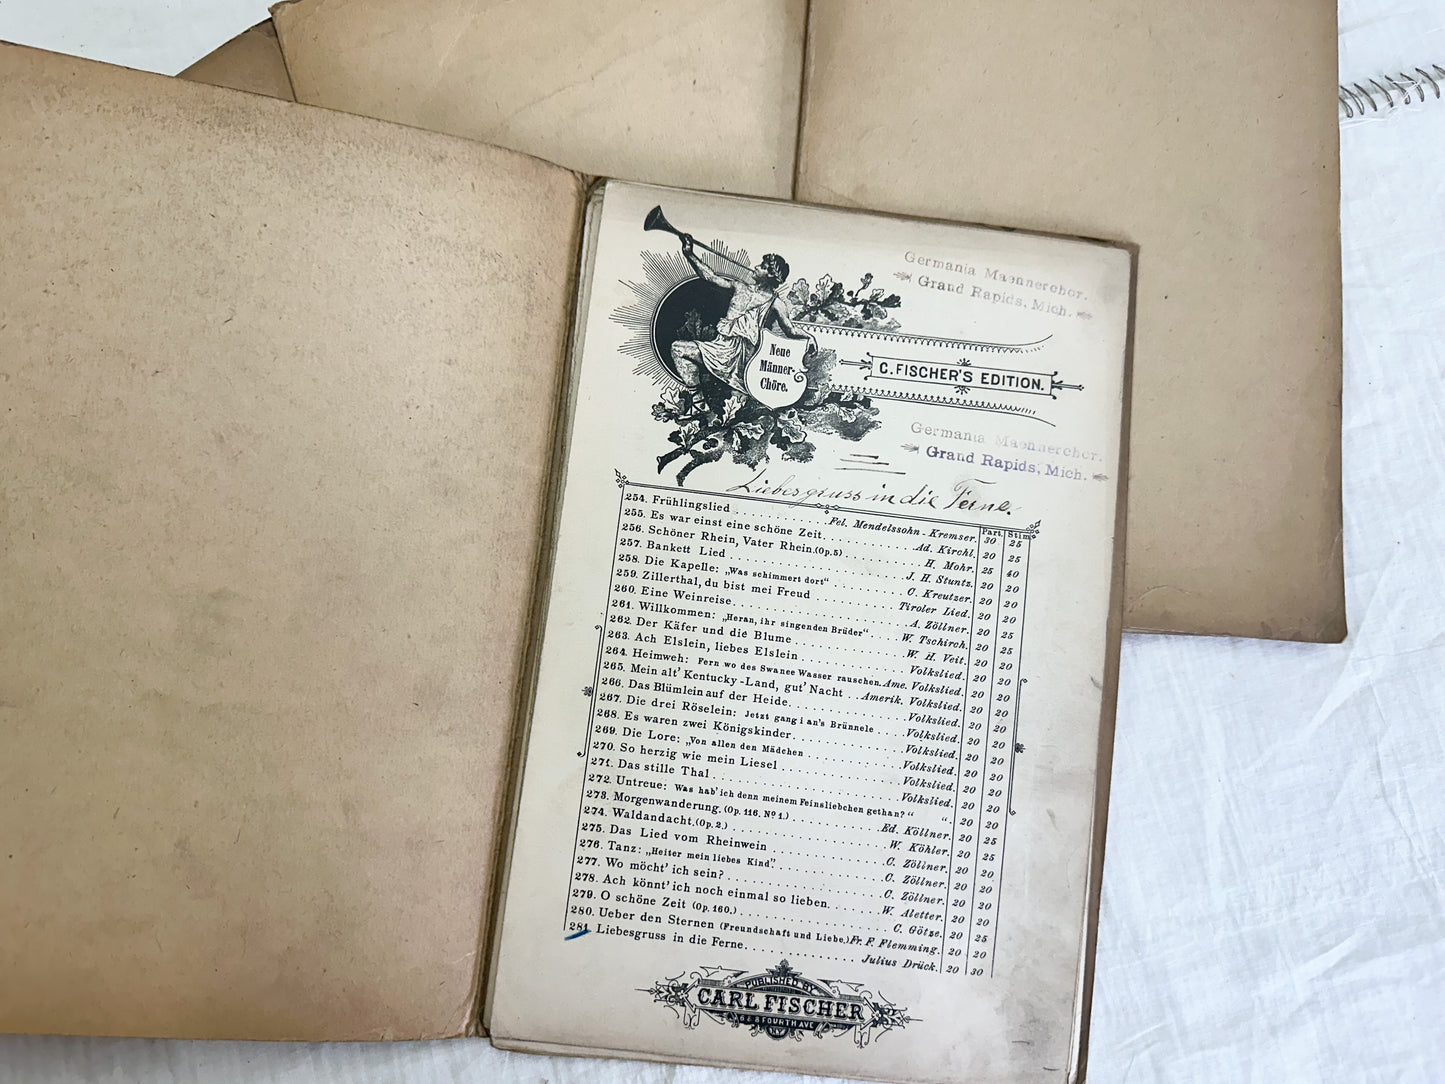 Germania Maennerchor.
Grand Rapids, Mich.
Neue
Männer-
Chöre.
C. FISCHER'S EDITION.
Germania Maennerchor.
Grand Rapids, Mich.
Liebesgruss in die Ferne.
Part. Stim.
254. Frühlingslied . . . Fel. Mendelssohn - Kremser. 30 25
255. Es war einst eine schöne Zeit . . . Ad. Kirchl. 20 25
256. Schöner Rhein, Vater Rhein. (Op. 5) . . . H. Mohr. 25 40
257. Bankett Lied . . . J. H. Stuntz. 20 20
258. Die Kapelle: „Was schimmert dort" . . . C. Kreutzer. 20 20
259. Zillerthal, du bist mei Freud . . . Tiroler Lied. 20 20
260. Eine Weinreise . . . A. Zöllner. 20 25
261. Willkommen: „Heran, ihr singenden Brüder" . . . W. Tschirch. 20 25
262. Der Käfer und die Blume . . . W. H. Veit. 20 20
263. Ach Elslein, liebes Elslein . . . Volkslied. 20 20
264. Heimweh: Fern wo des Swanee Wasser rauschen. Ame. Volkslied. 20 20
265. Mein alt' Kentucky-Land, gut' Nacht . . Amerik. Volkslied. 20 20
266. Das Blümlein auf der Heide . . . Volkslied. 20 20
267. Die drei Röselein: Jetzt gang i an's Brünnele . . . Volkslied. 20 20
268. Es waren zwei Königskinder . . . Volkslied. 20 20
269. Die Lore: „Von allen den Mädchen . . . Volkslied. 20 20
270. So herzig wie mein Liesel . . . Volkslied. 20 20
271. Das stille Thal . . . Volkslied. 20 20
272. Untreue: Was hab' ich denn meinem Feinsliebchen gethan?" ". 20 20
273. Morgenwanderung. (Op. 116. No 1.) . . . Ed. Köllner. 20 25
274. Waldandacht. (Op. 2.) . . . W. Köhler. 20 25
275. Das Lied vom Rheinwein . . . C. Zöllner. 20 20
276. Tanz: „Heiter mein liebes Kind". . . . C. Zöllner. 20 20
277. Wo möcht' ich sein? . . . C. Zöllner. 20 20
278. Ach könnt' ich noch einmal so lieben. . . . W. Aletter. 20 20
279. O schöne Zeit (Op. 160.) . . . C. Götze. 20 25
280. Ueber den Sternen (Freundschaft und Liebe.) Fr. F. Flemming. 20 20
281. Liebesgruss in die Ferne . . . Julius Drück. 20 30
PUBLISHED BY
CARL FISCHER
6 & 8 FOURTH AVE
N.Y.